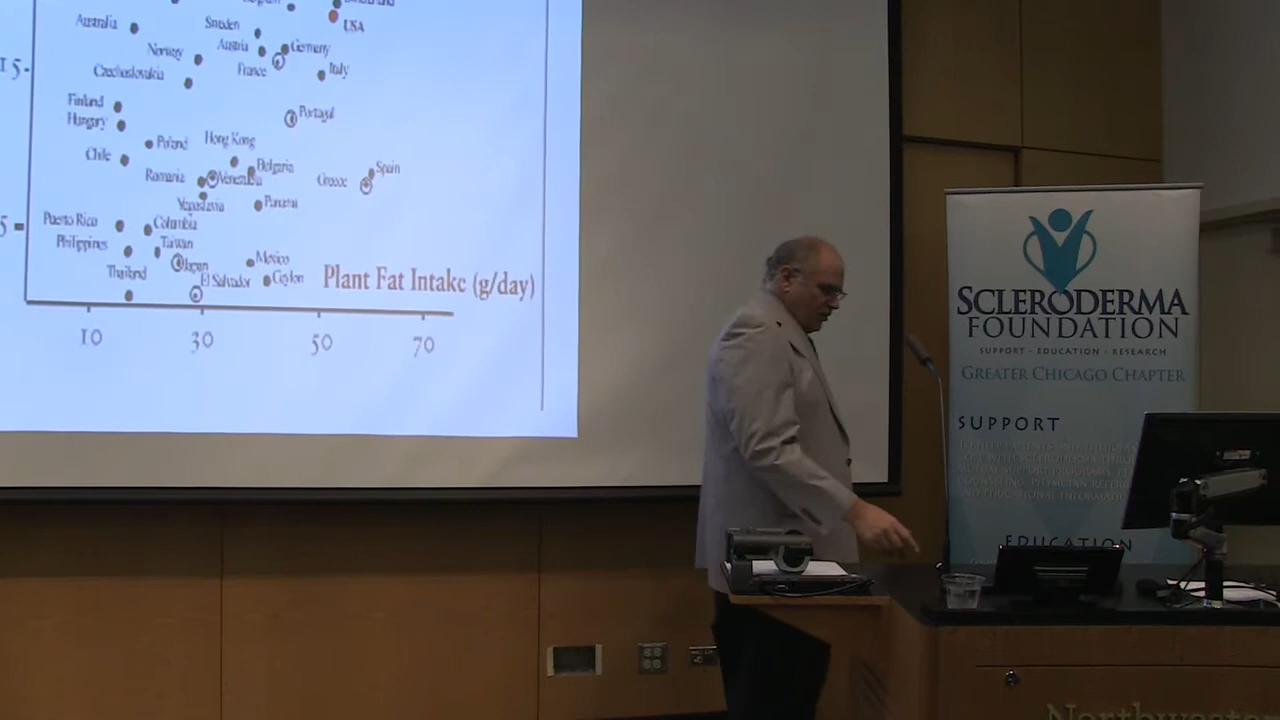 USA
Australia
Sweden
Norway
Austria
Germany
15-
Czechoslovakia
France
Italy
Finland
Hungary
Portugal
Poland
Hong Kong
Chile
Bulgaria
Romania
Venezuela
Greece
Spain
Yugoslavia
Panama
5-
Puerto Rico
Columbia
Philippines
Taiwan
Japan
Mexico
Thailand
El Salvador
Ceylon
Plant Fat Intake (g/day)
10 30 50 70
SCLERODERMA
FOUNDATION
SUPPORT · EDUCATION · RESEARCH
GREATER CHICAGO CHAPTER
SUPPORT
EDUCATION